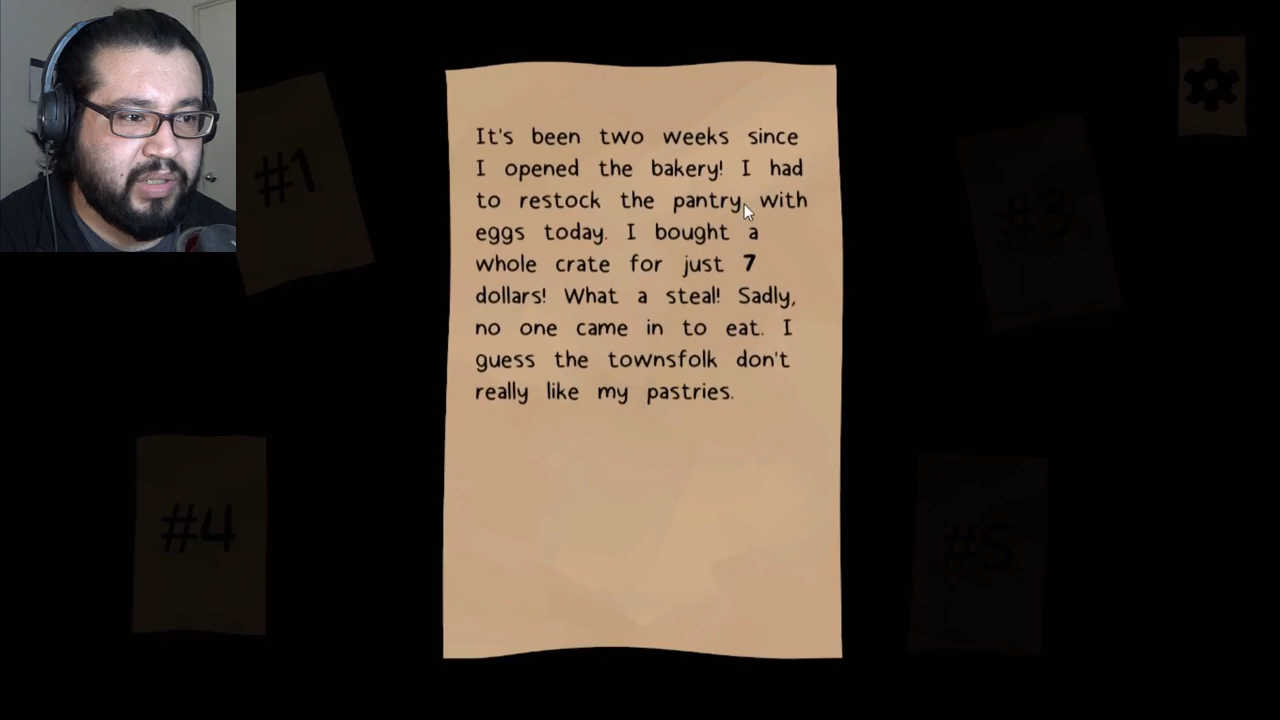 #1
It's been two weeks since
I opened the bakery! I had
to restock the pantry with
eggs today. I bought a
whole crate for just 7
dollars! What a steal! Sadly,
no one came in to eat. I
guess the townsfolk don't
really like my pastries.
#3
#4
#5